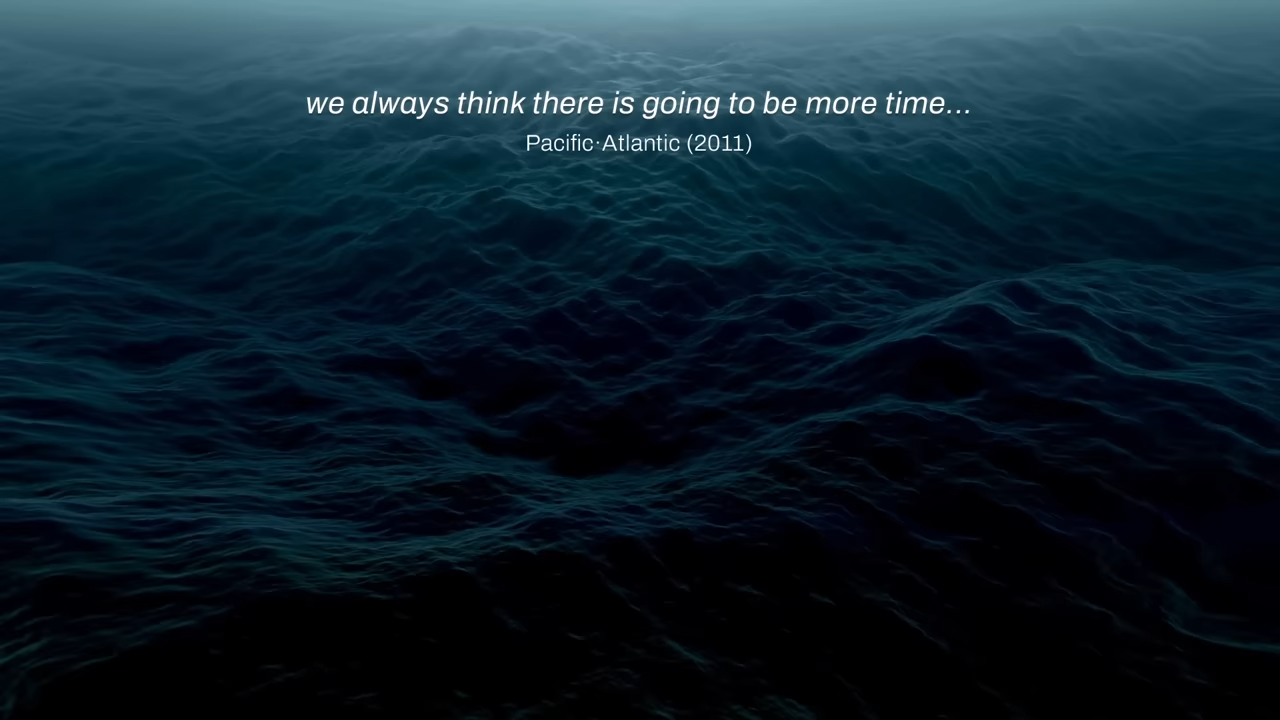 we always think there is going to be more time...
Pacific·Atlantic (2011)